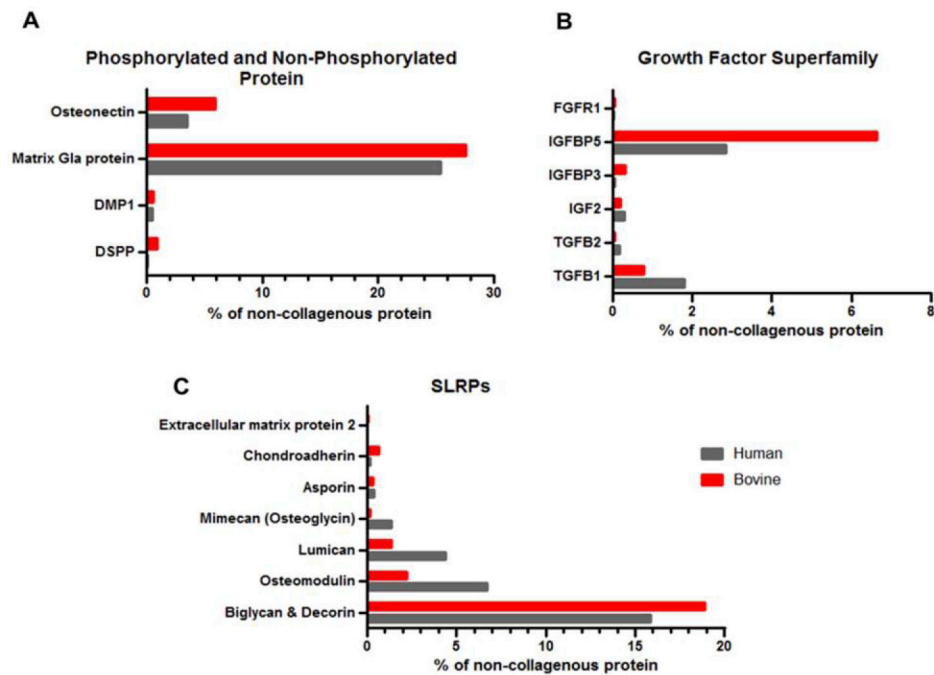 A
Phosphorylated and Non-Phosphorylated
Protein
Osteonectin
Matrix Gla protein
DMP1
DSPP
0 10 20 30
% of non-collagenous protein
B
Growth Factor Superfamily
FGFR1
IGFBP5
IGFBP3
IGF2
TGFB2
TGFB1
0 2 4 6 8
% of non-collagenous protein
C
SLRPs
Extracellular matrix protein 2
Chondroadherin
Asporin
Mimecan (Osteoglycin)
Lumican
Osteomodulin
Biglycan & Decorin
0 5 10 15 20
% of non-collagenous protein
Human
Bovine